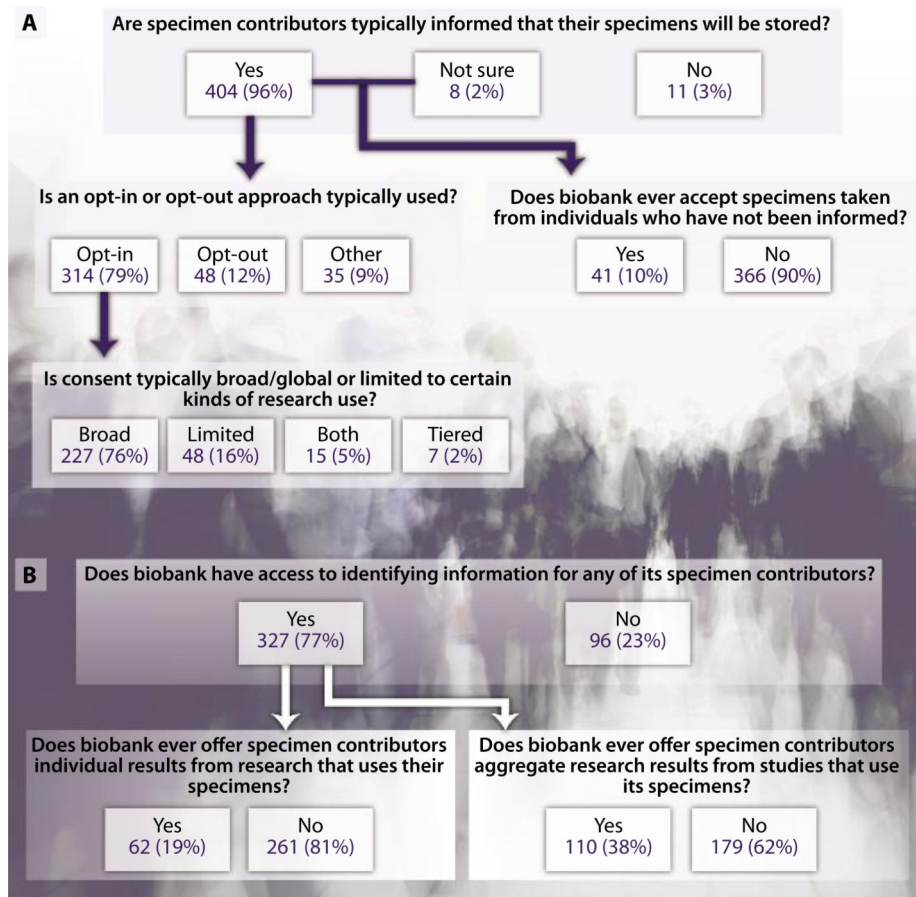 A
Are specimen contributors typically informed that their specimens will be stored?
Yes
404 (96%)
Not sure
8 (2%)
No
11 (3%)
Is an opt-in or opt-out approach typically used?
Opt-in
314 (79%)
Opt-out
48 (12%)
Other
35 (9%)
Does biobank ever accept specimens taken
from individuals who have not been informed?
Yes
41 (10%)
No
366 (90%)
Is consent typically broad/global or limited to certain
kinds of research use?
Broad
227 (76%)
Limited
48 (16%)
Both
15 (5%)
Tiered
7 (2%)
B
Does biobank have access to identifying information for any of its specimen contributors?
Yes
327 (77%)
No
96 (23%)
Does biobank ever offer specimen contributors
individual results from research that uses their
specimens?
Yes
62 (19%)
No
261 (81%)
Does biobank ever offer specimen contributors
aggregate research results from studies that use
its specimens?
Yes
110 (38%)
No
179 (62%)